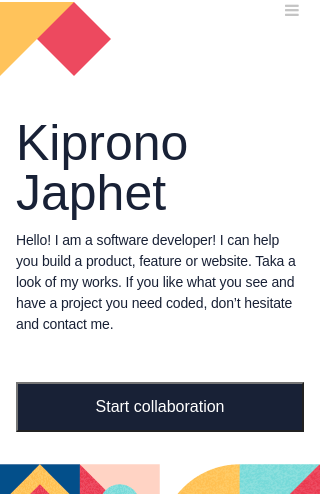 Kiprono
Japhet
Hello! I am a software developer! I can help
you build a product, feature or website. Taka a
look of my works. If you like what you see and
have a project you need coded, don’t hesitate
and contact me.
Start collaboration